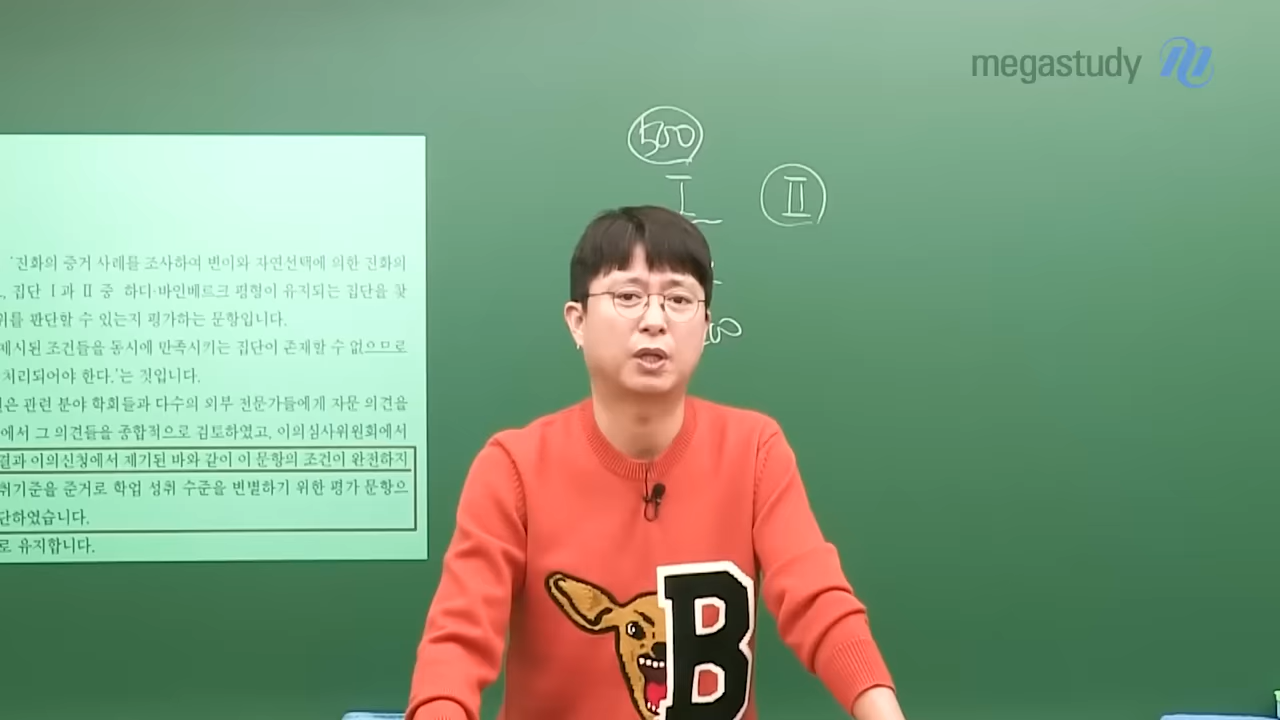 megastudy
500
I
II
'진화의 증거 사례를 조사하여 변이와 자연선택에 의한 진화의
집단 I과 II 중 하디·바인베르크 평형이 유지되는 집단을 찾
위를 판단할 수 있는지 평가하는 문항입니다.
제시된 조건들을 동시에 만족시키는 집단이 존재할 수 없으므로
처리되어야 한다.'는 것입니다.
은 관련 분야 학회들과 다수의 외부 전문가들에게 자문 의견을
에서 그 의견들을 종합적으로 검토하였고, 이의심사위원회에서
결과 이의신청에서 제기된 바와 같이 이 문항의 조건이 완전하지
취기준을 준거로 학업 성취 수준을 변별하기 위한 평가 문항으
단하였습니다.
로 유지합니다.
B